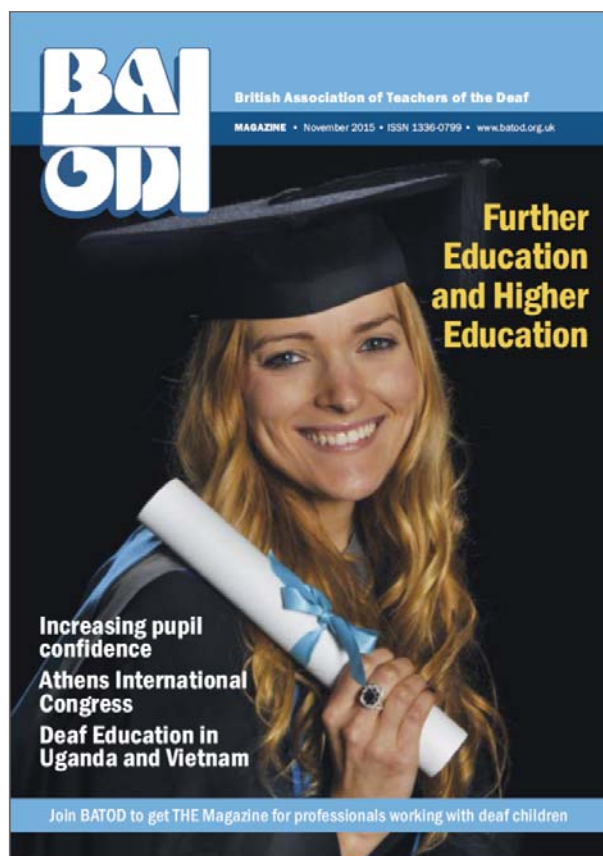 BATOD
British Association of Teachers of the Deaf
MAGAZINE • November 2015 • ISSN 1336-0799 • www.batod.org.uk
Further
Education
and Higher
Education
Increasing pupil
confidence
Athens International
Congress
Deaf Education in
Uganda and Vietnam
Join BATOD to get THE Magazine for professionals working with deaf children